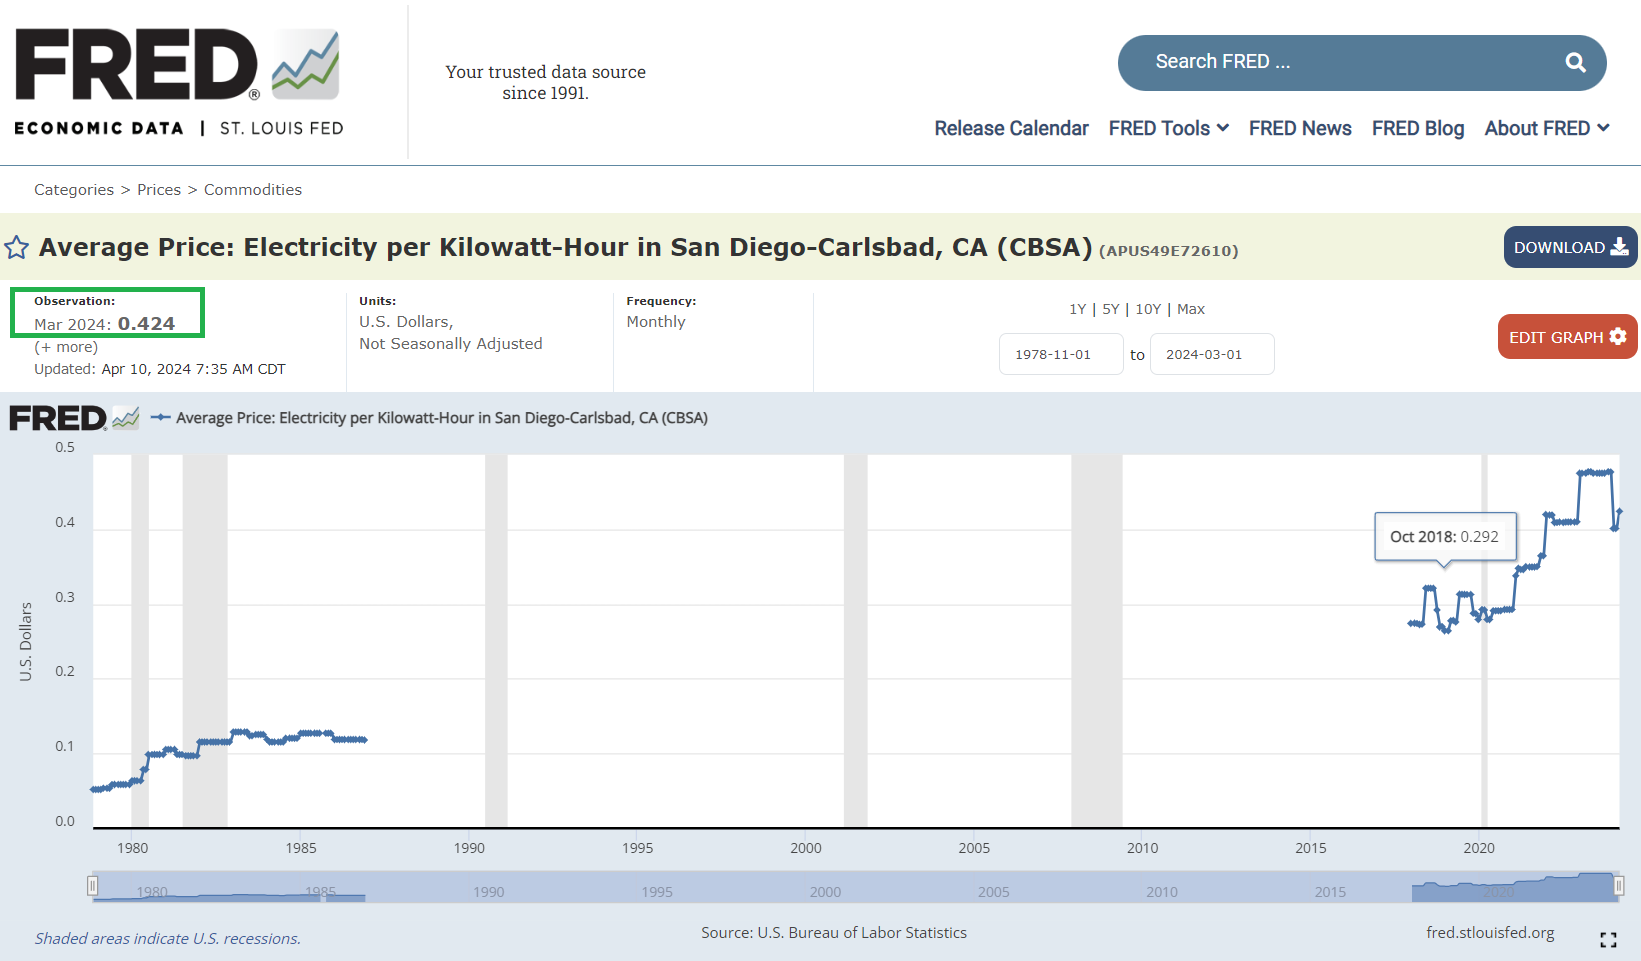 FRED®
ECONOMIC DATA | ST. LOUIS FED
Your trusted data source
since 1991.
Search FRED ...
Release Calendar FRED Tools FRED News FRED Blog About FRED
Categories > Prices > Commodities
Average Price: Electricity per Kilowatt-Hour in San Diego-Carlsbad, CA (CBSA) (APUS49E72610)
DOWNLOAD
Observation:
Mar 2024: 0.424
(+ more)
Updated: Apr 10, 2024 7:35 AM CDT
Units:
U.S. Dollars,
Not Seasonally Adjusted
Frequency:
Monthly
1Y | 5Y | 10Y | Max
1978-11-01 to 2024-03-01
EDIT GRAPH
FRED Average Price: Electricity per Kilowatt-Hour in San Diego-Carlsbad, CA (CBSA)
0.5
0.4
0.3
0.2
0.1
0.0
U.S. Dollars
Oct 2018: 0.292
1980 1985 1990 1995 2000 2005 2010 2015 2020
1980 1985 1990 1995 2000 2005 2010 2015 2020
Shaded areas indicate U.S. recessions.
Source: U.S. Bureau of Labor Statistics
fred.stlouisfed.org